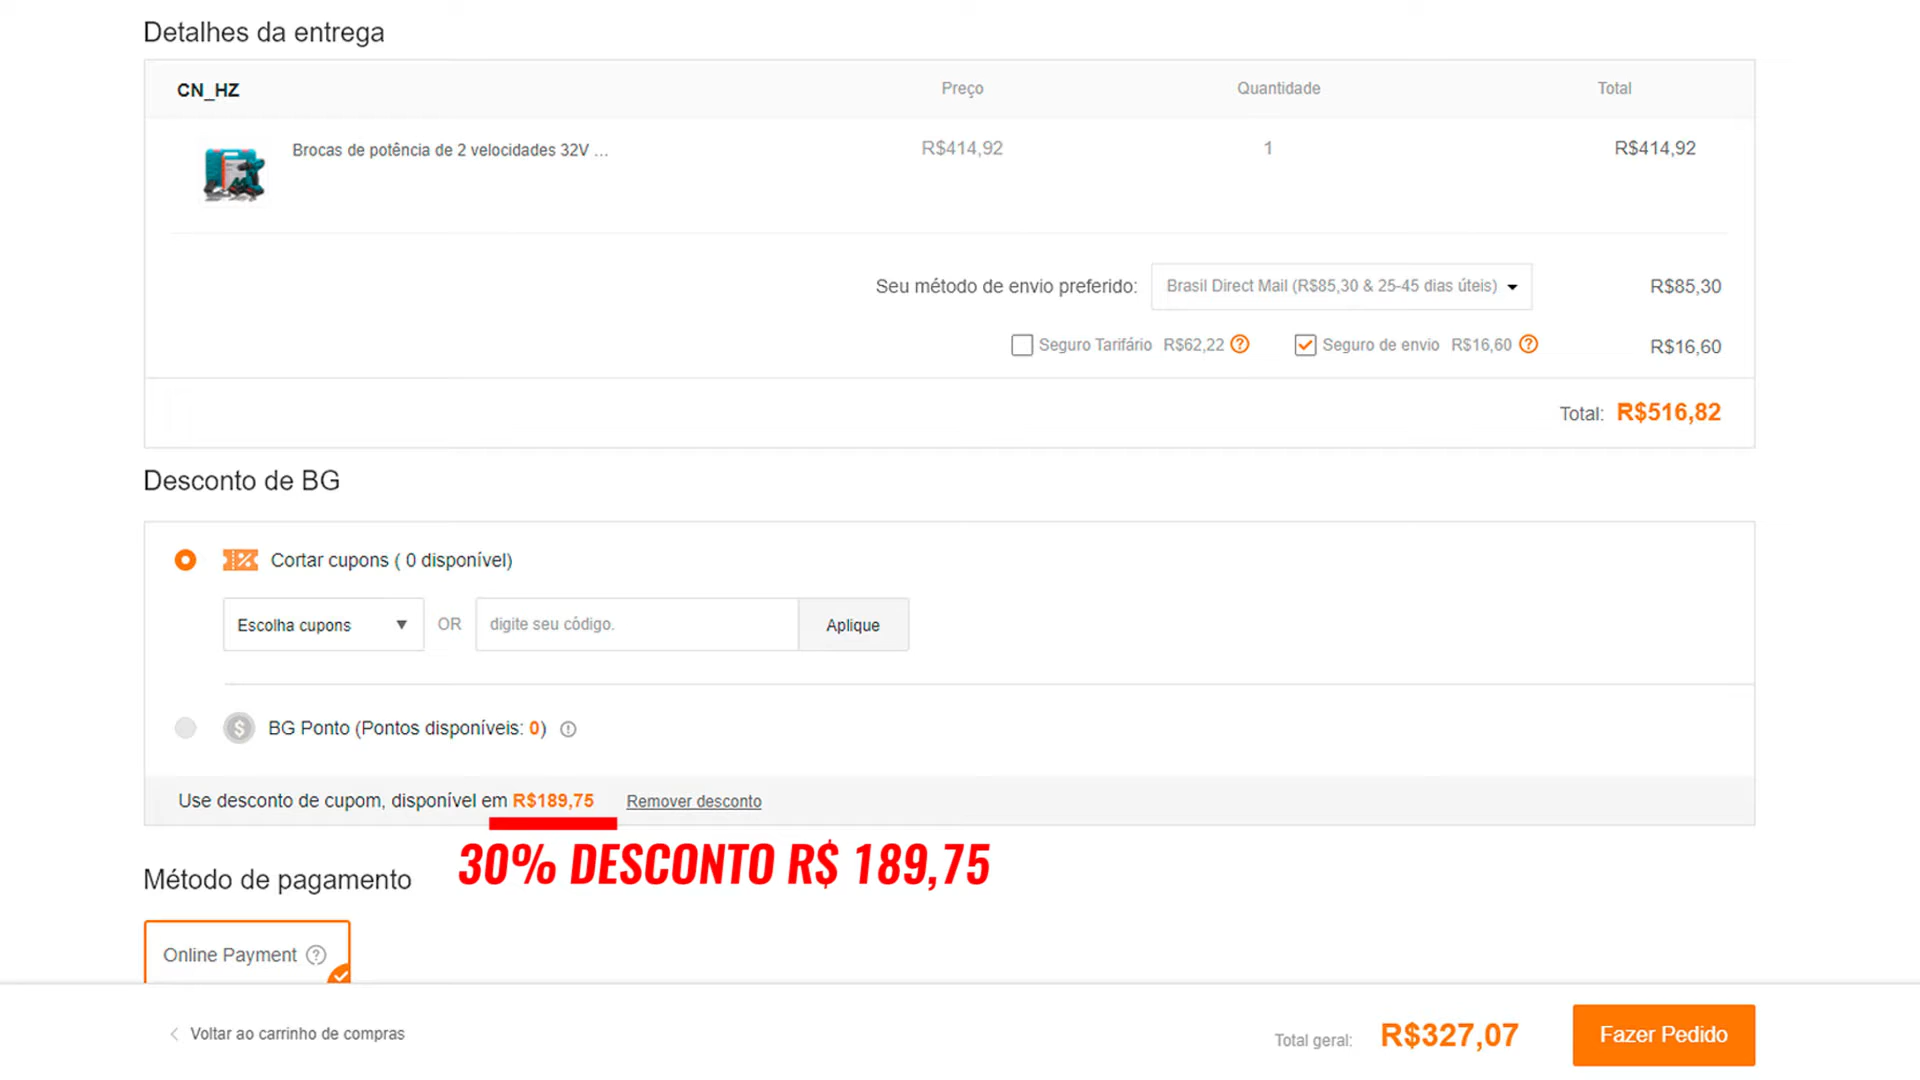 Detalhes da entrega
CN_HZ Preço Quantidade Total
Brocas de potência de 2 velocidades 32V ... R$414,92 1 R$414,92
Seu método de envio preferido: Brasil Direct Mail (R$85,30 & 25-45 dias úteis) R$85,30
Seguro Tarifário R$62,22 ? Seguro de envio R$16,60 ? R$16,60
Total: R$516,82
Desconto de BG
Cortar cupons ( 0 disponível)
Escolha cupons OR digite seu código. Aplique
BG Ponto (Pontos disponíveis: 0)
Use desconto de cupom, disponível em R$189,75 Remover desconto
30% DESCONTO R$ 189,75
Método de pagamento
Online Payment ?
Voltar ao carrinho de compras Total geral: R$327,07 Fazer Pedido